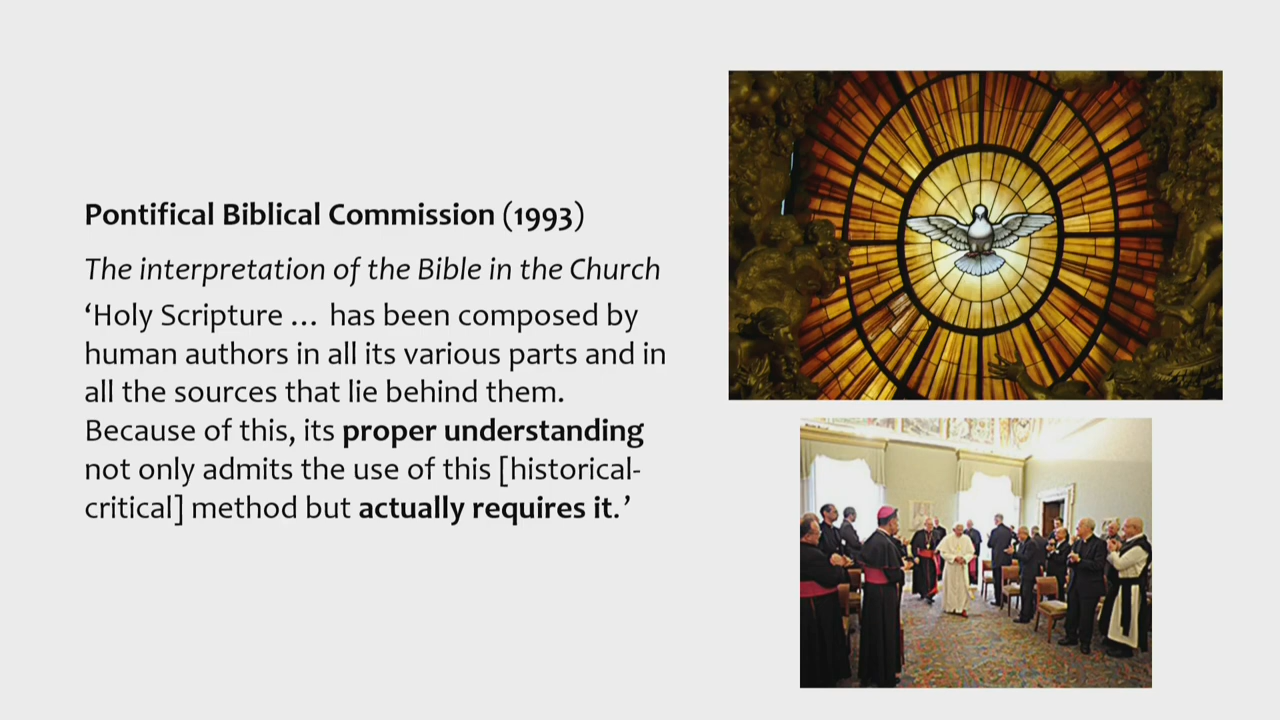 Pontifical Biblical Commission (1993)
The interpretation of the Bible in the Church
‘Holy Scripture … has been composed by
human authors in all its various parts and in
all the sources that lie behind them.
Because of this, its proper understanding
not only admits the use of this [historical-
critical] method but actually requires it.’